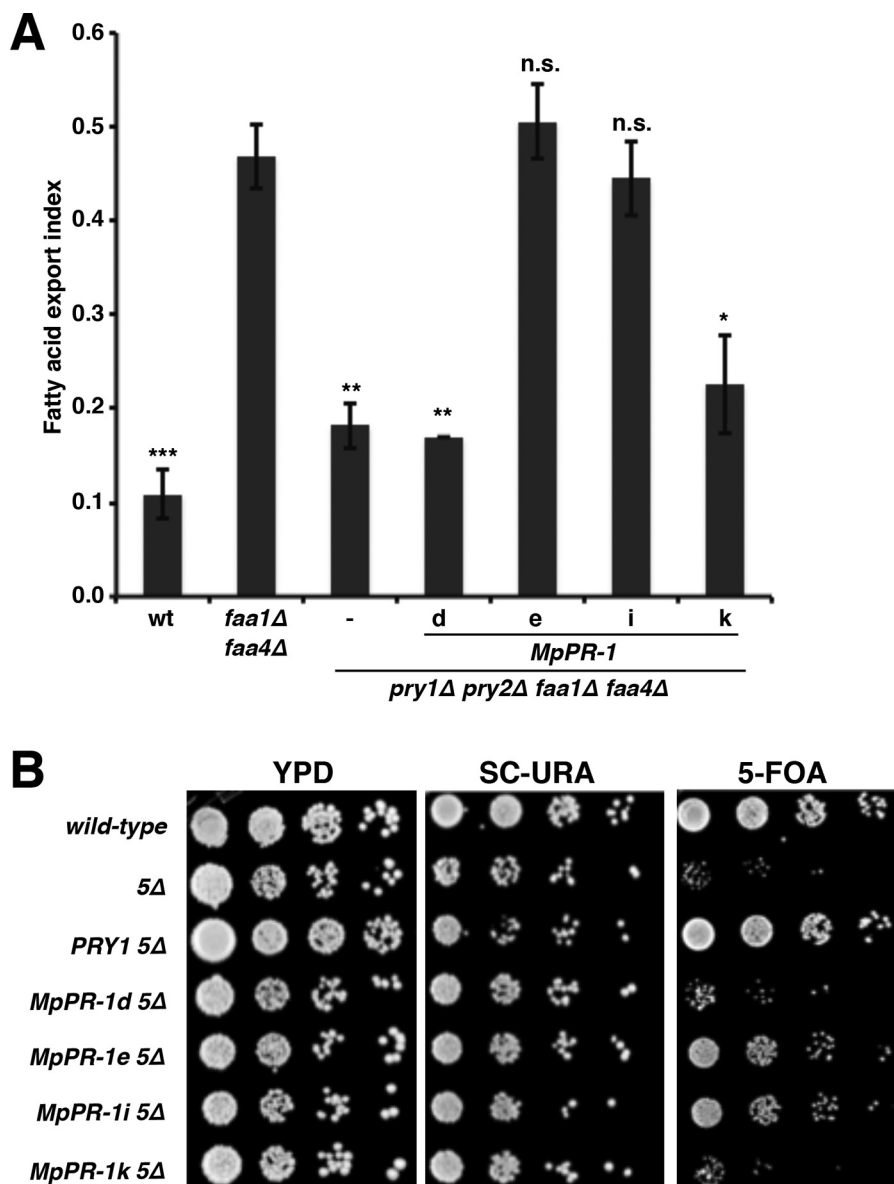 A
Fatty acid export index
0.6
0.5
0.4
0.3
0.2
0.1
0.0
***
**
**
n.s.
n.s.
*
wt
faa1Δ
faa4Δ
-
d
e
i
k
MpPR-1
pry1Δ pry2Δ faa1Δ faa4Δ
B
YPD
SC-URA
5-FOA
wild-type
5Δ
PRY1 5Δ
MpPR-1d 5Δ
MpPR-1e 5Δ
MpPR-1i 5Δ
MpPR-1k 5Δ